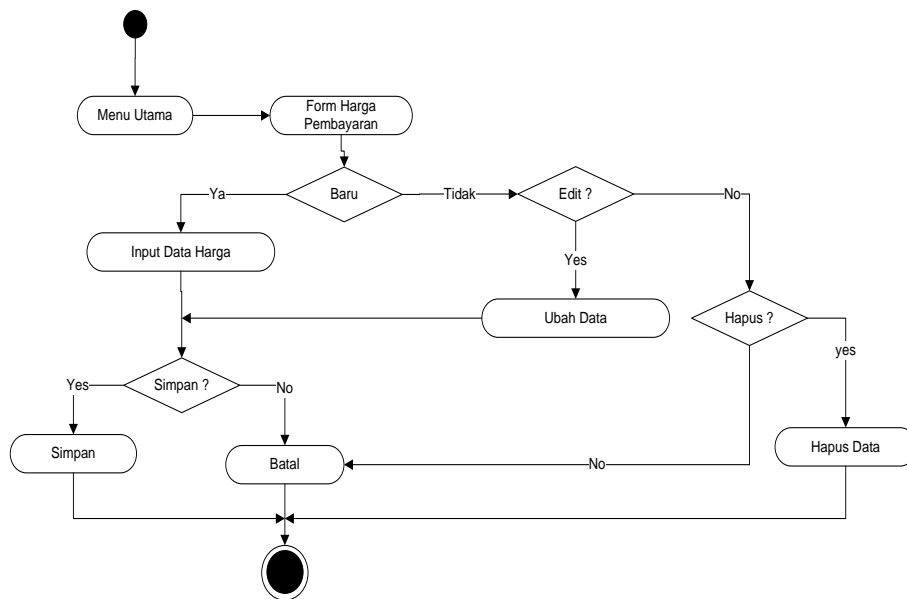 Menu Utama
Form Harga
Pembayaran
Ya
Baru
Tidak
Edit ?
No
Input Data Harga
Yes
Ubah Data
Hapus ?
yes
Yes
Simpan ?
No
Simpan
Batal
No
Hapus Data